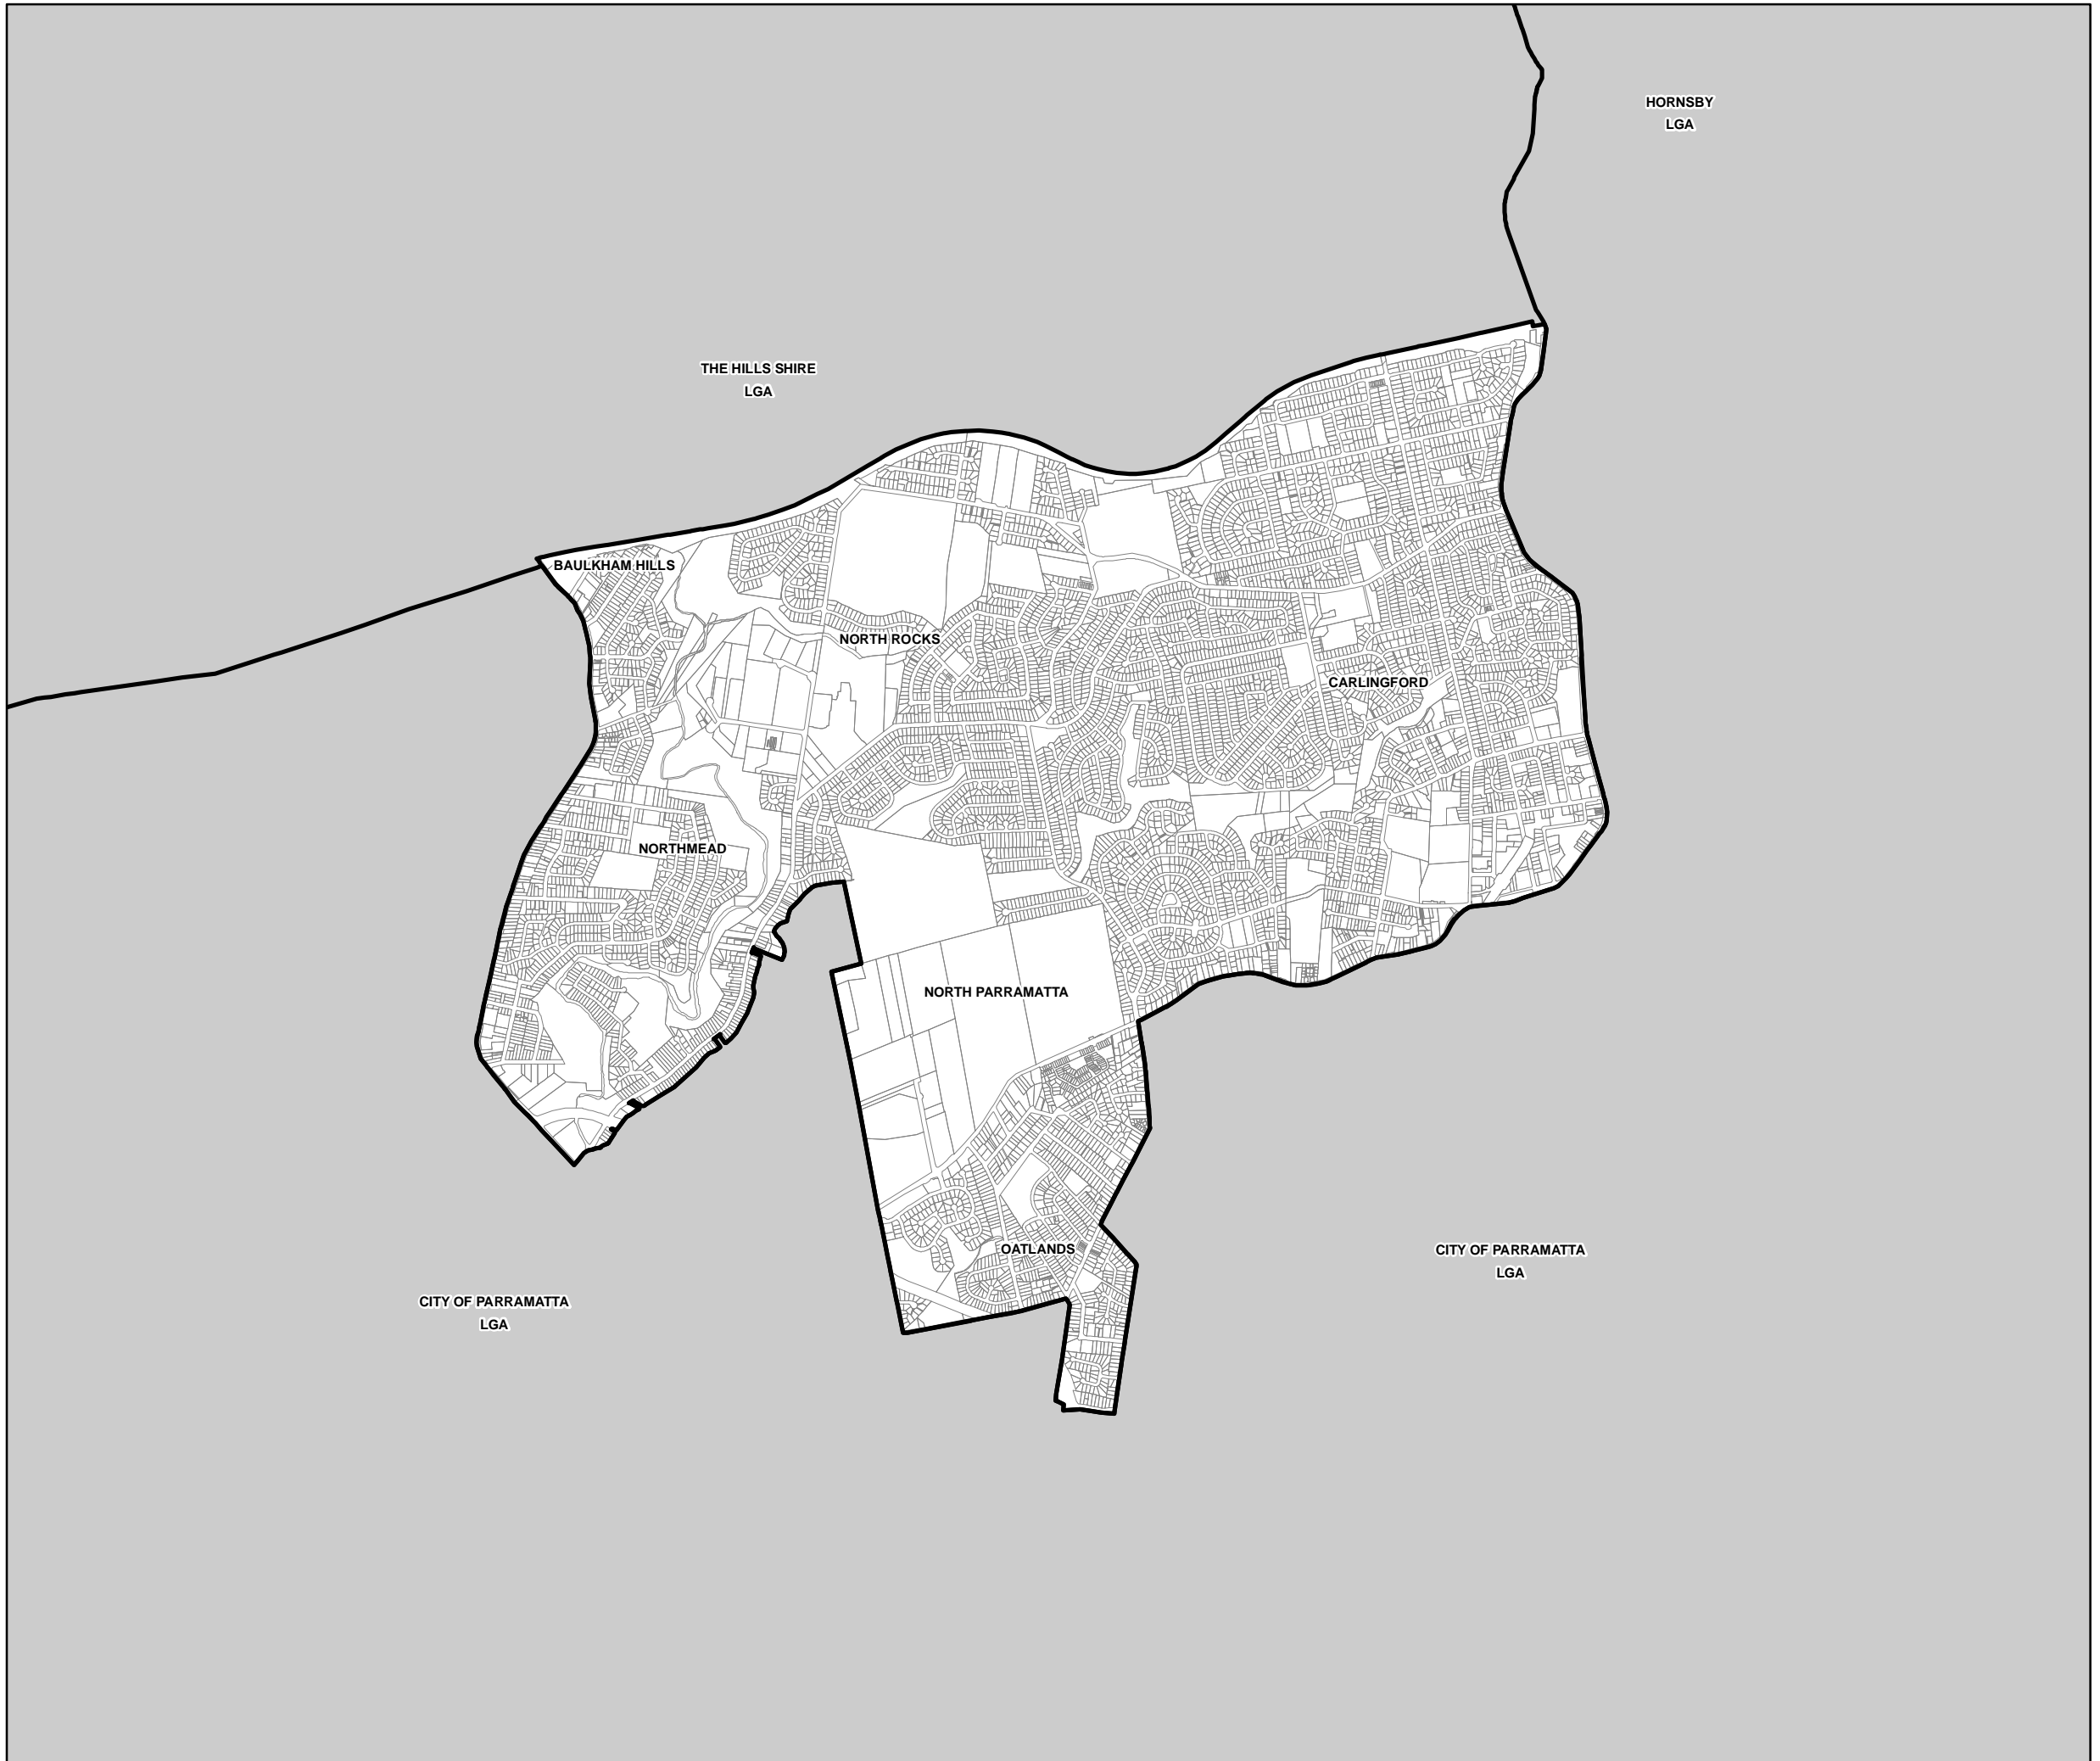 HORNSBY
LGA
THE HILLS SHIRE
LGA
BAULKHAM HILLS
NORTH ROCKS
CARLINGFORD
NORTHMEAD
NORTH PARRAMATTA
OATLANDS
CITY OF PARRAMATTA
LGA
CITY OF PARRAMATTA
LGA